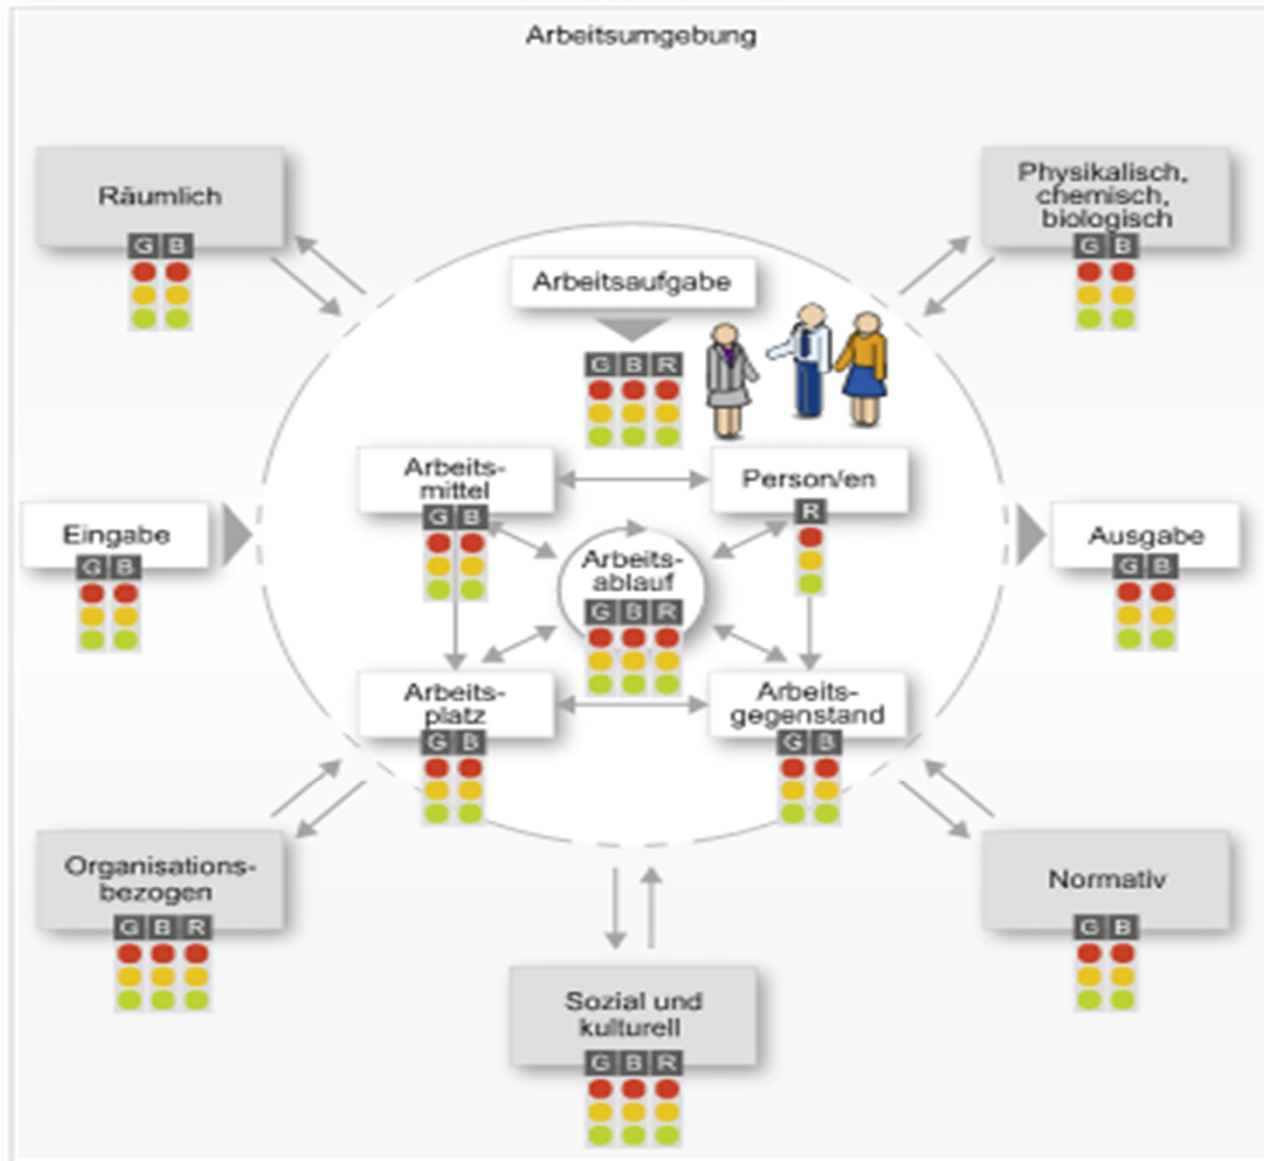 Arbeitsumgebung
Räumlich
G B
Physikalisch,
chemisch,
biologisch
G B
Arbeitsaufgabe
G B R
Arbeits-
mittel
G B
Person/en
R
Eingabe
G B
Arbeits-
ablauf
G B R
Ausgabe
G B
Arbeits-
platz
G B
Arbeits-
gegenstand
G B
Organisations-
bezogen
G B R
Normativ
G B
Sozial und
kulturell
G B R